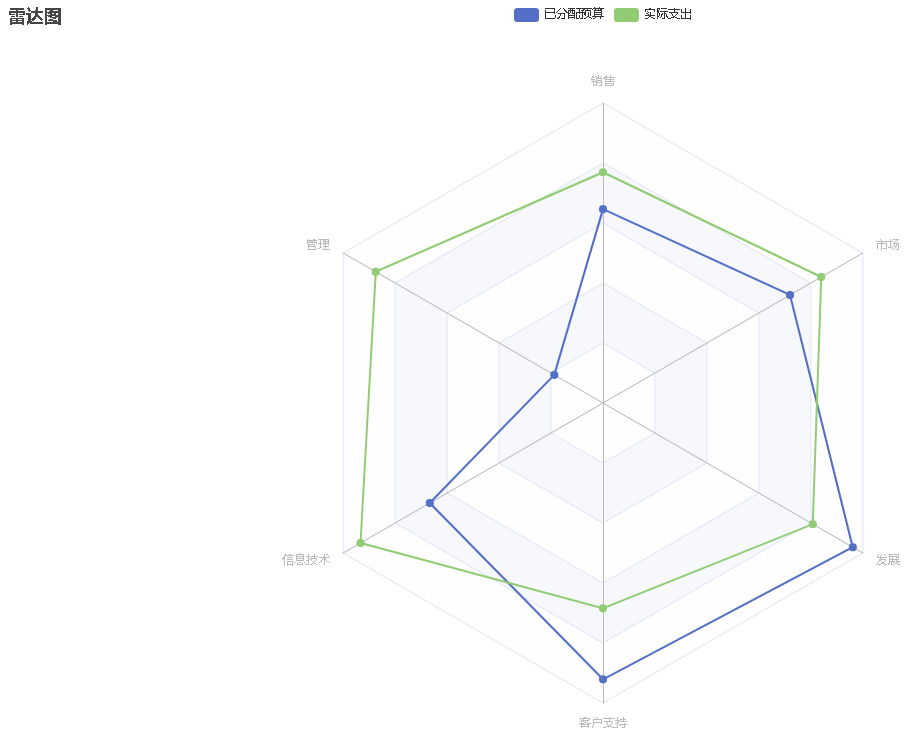 雷达图
已分配预算
实际支出
销售
管理
市场
信息技术
发展
客户支持